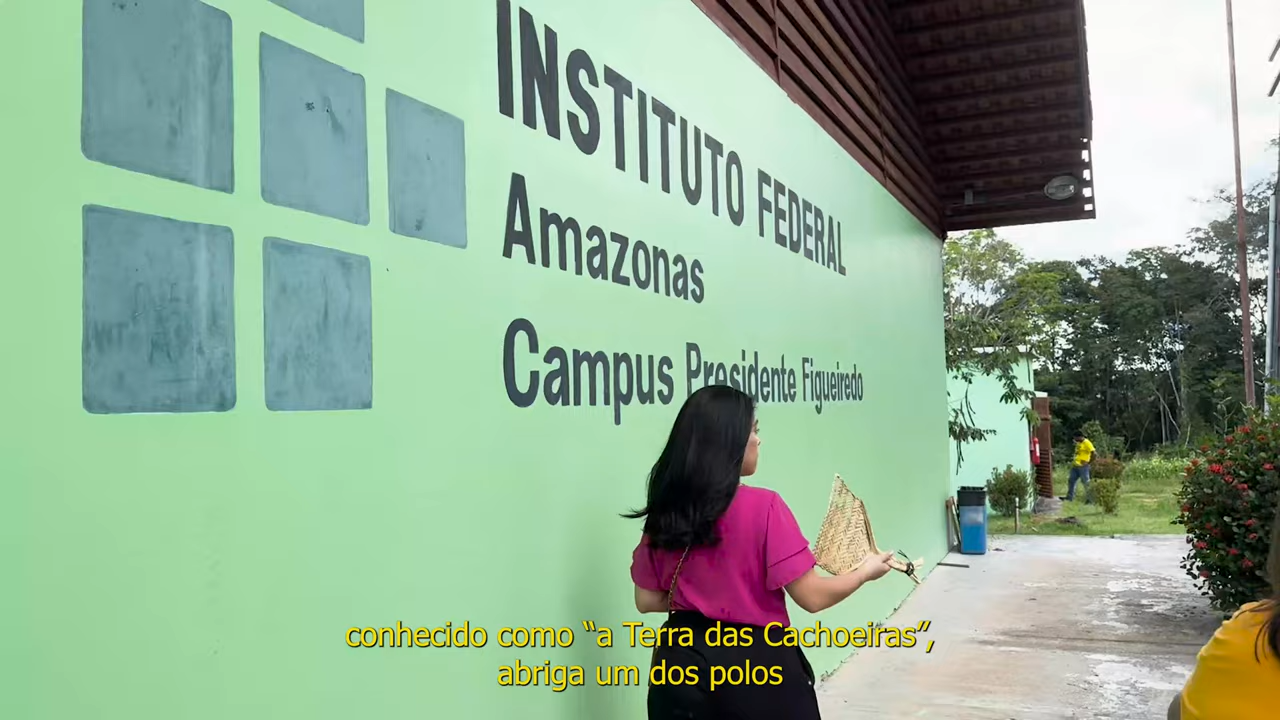 INSTITUTO FEDERAL
Amazonas
Campus Presidente Figueiredo
conhecido como “a Terra das Cachoeiras”,
abriga um dos polos